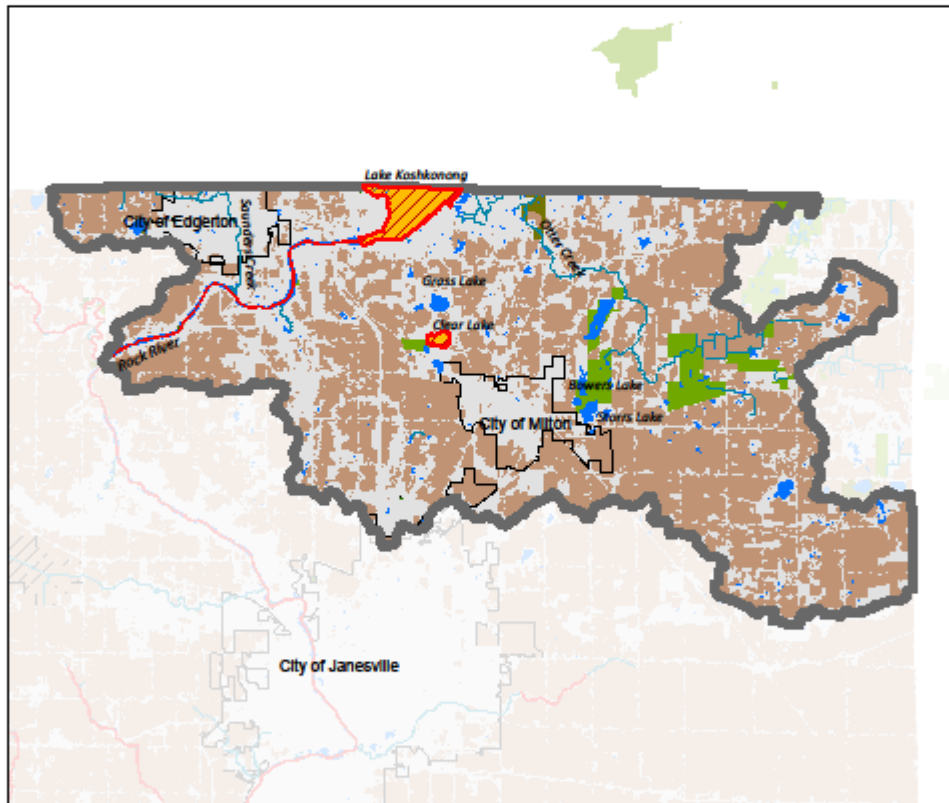 Lake Koshkonong
City of Edgerton
Saunders Creek
Otter Creek
Grass Lake
Clear Lake
Rock River
Bowers Lake
Storrs Lake
City of Milton
City of Janesville